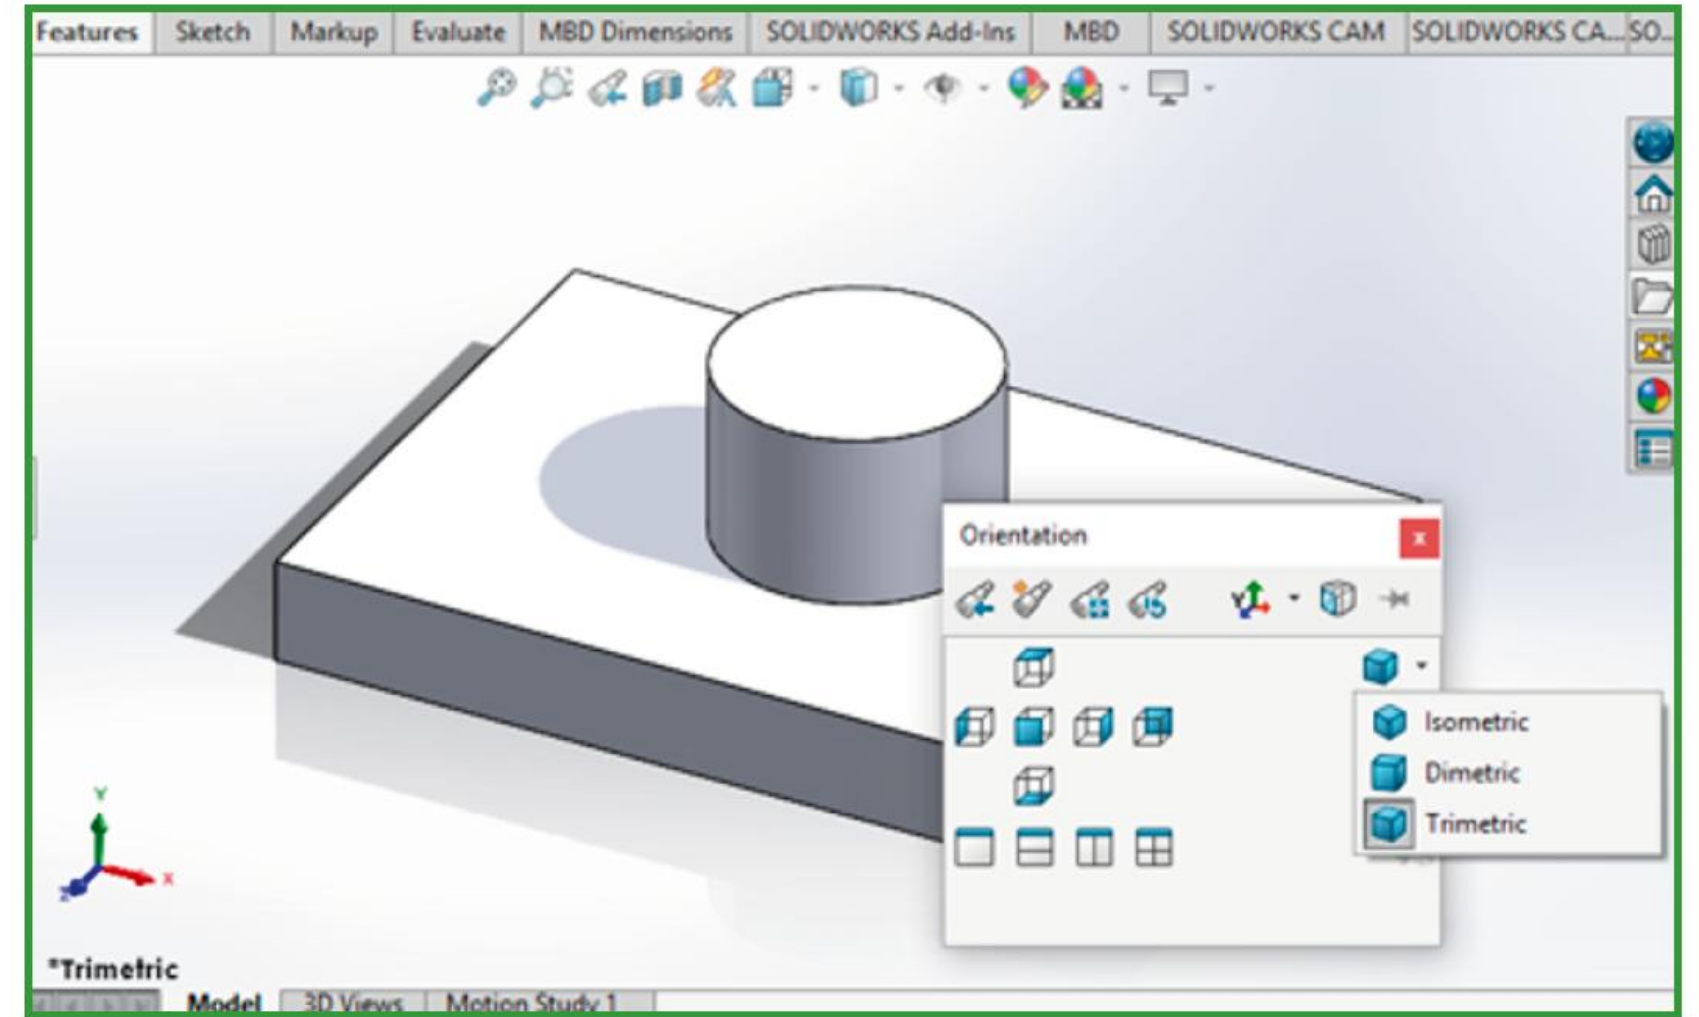 Features Sketch Markup Evaluate MBD Dimensions SOLIDWORKS Add-Ins MBD SOLIDWORKS CAM SOLIDWORKS CA... SO...
Orientation
Isometric
Dimetric
Trimetric
Y
X
Z
*Trimetric
Model 3D Views Motion Study 1